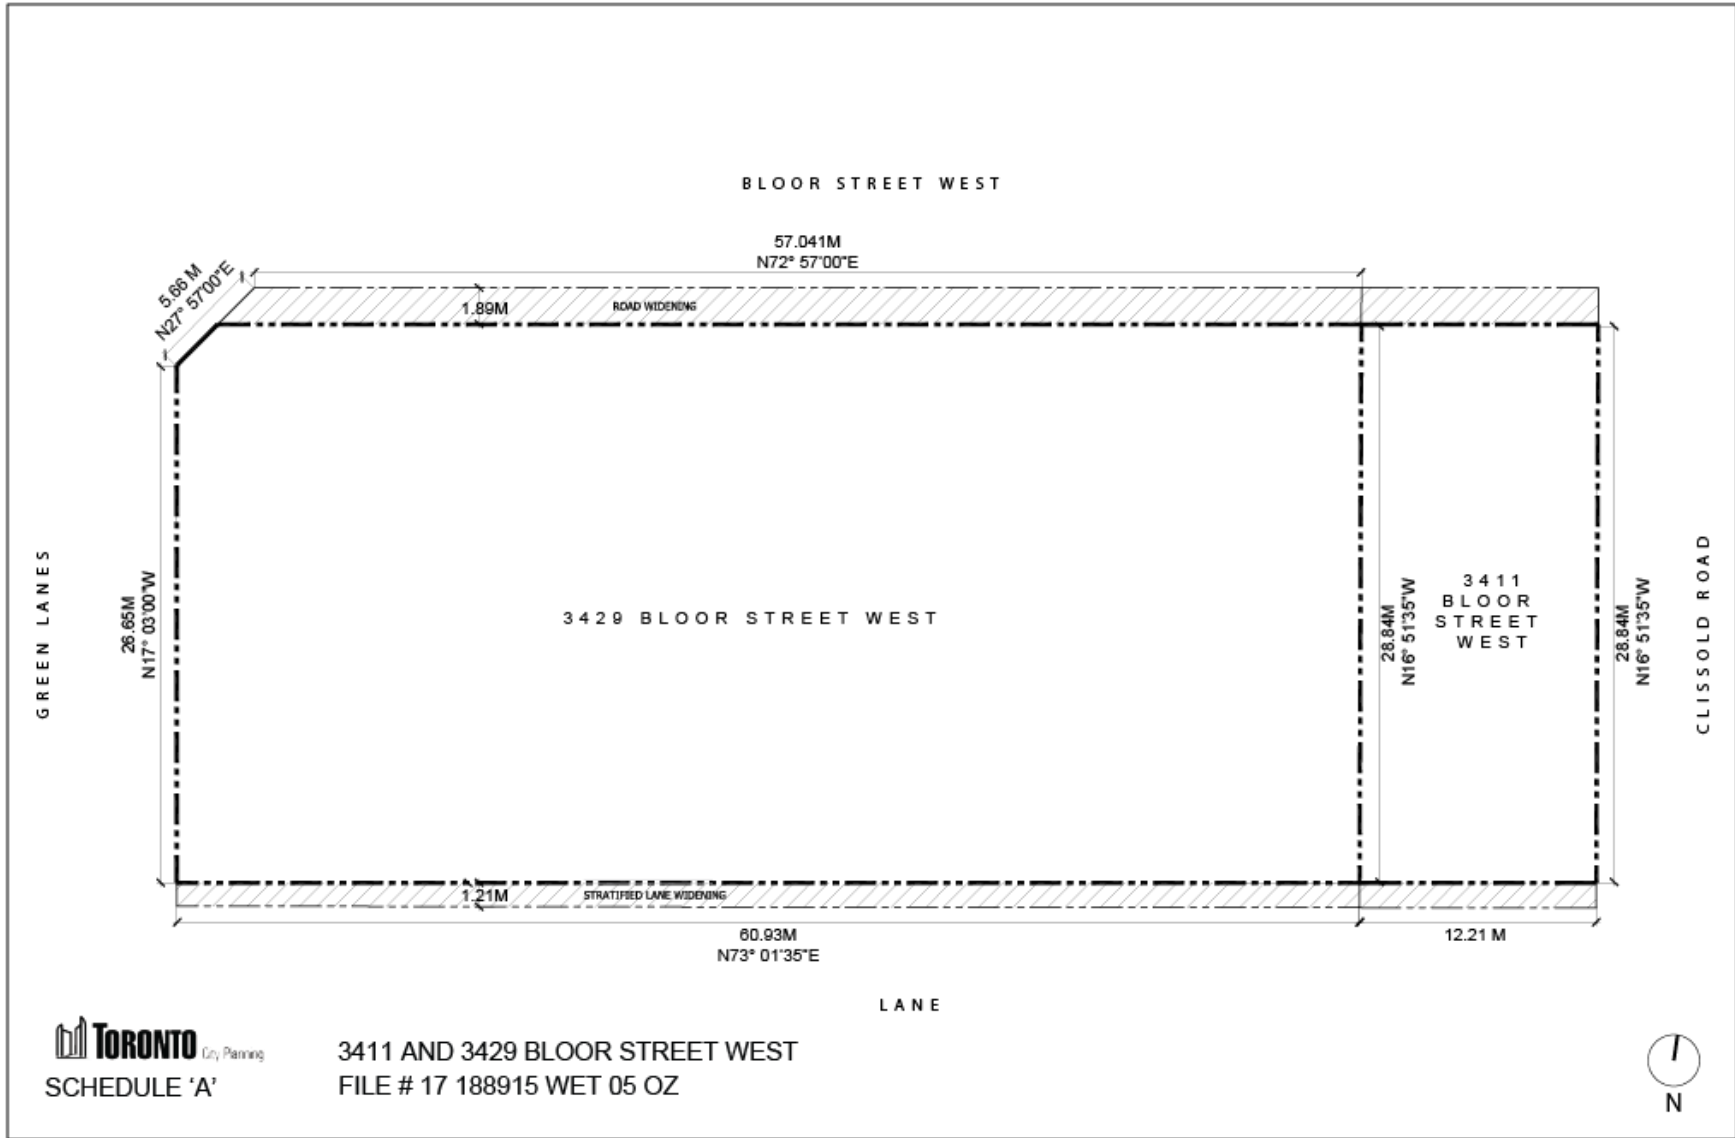 BLOOR STREET WEST
57.041M
N72° 57'00"E
5.66 M
N27° 57'00"E
1.89M
ROAD WIDENING
GREEN LANES
26.65M
N17° 03'00"W
3429 BLOOR STREET WEST
28.84M
N16° 51'35"W
3411
BLOOR
STREET
WEST
28.84M
N16° 51'35"W
CLISSOLD ROAD
1.21M
STRATIFIED LANE WIDENING
60.93M
N73° 01'35"E
12.21 M
LANE
TORONTO City Planning
SCHEDULE ‘A’
3411 AND 3429 BLOOR STREET WEST
FILE # 17 188915 WET 05 OZ
N